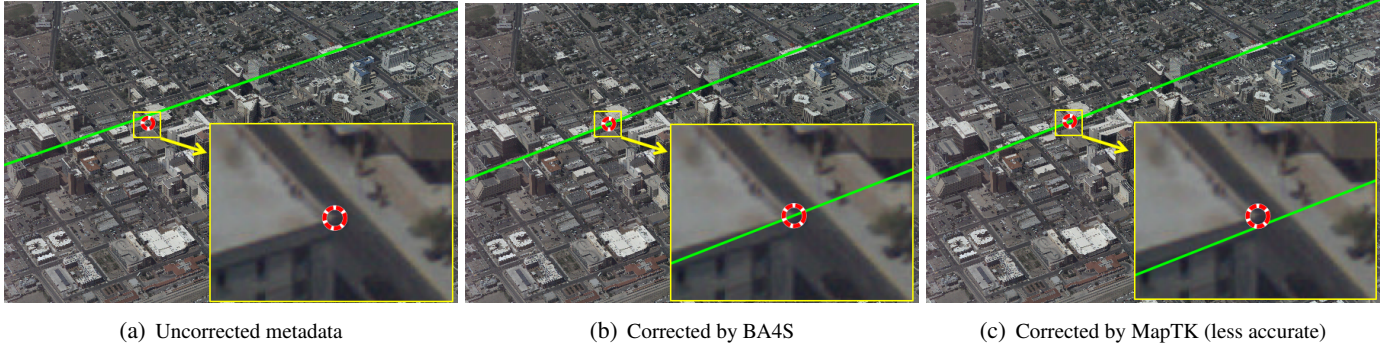 (a) Uncorrected metadata
(b) Corrected by BA4S
(c) Corrected by MapTK (less accurate)